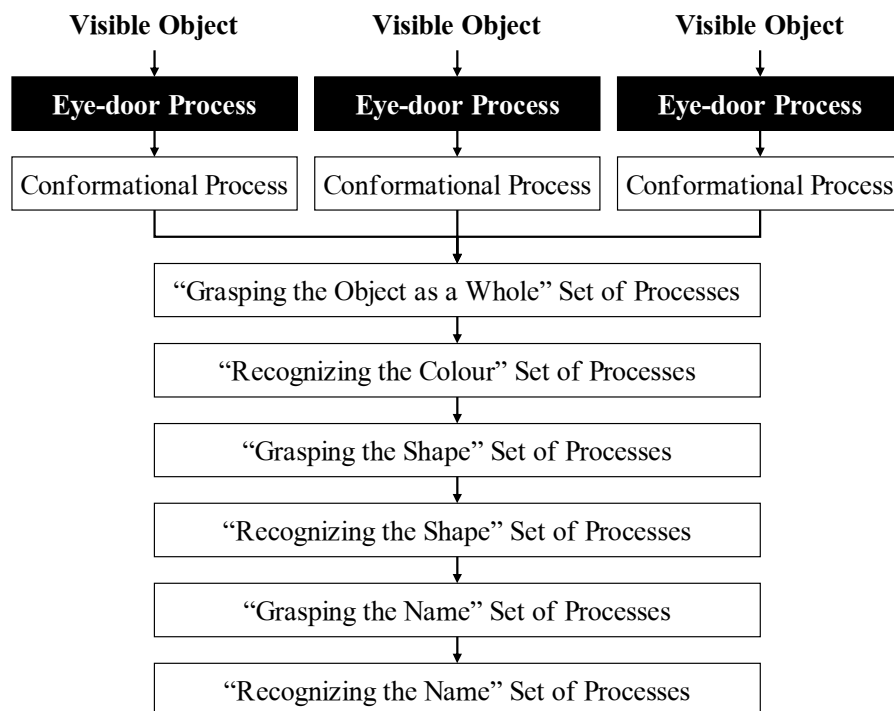 Visible Object Visible Object Visible Object
Eye-door Process Eye-door Process Eye-door Process
Conformational Process Conformational Process Conformational Process
“Grasping the Object as a Whole” Set of Processes
“Recognizing the Colour” Set of Processes
“Grasping the Shape” Set of Processes
“Recognizing the Shape” Set of Processes
“Grasping the Name” Set of Processes
“Recognizing the Name” Set of Processes